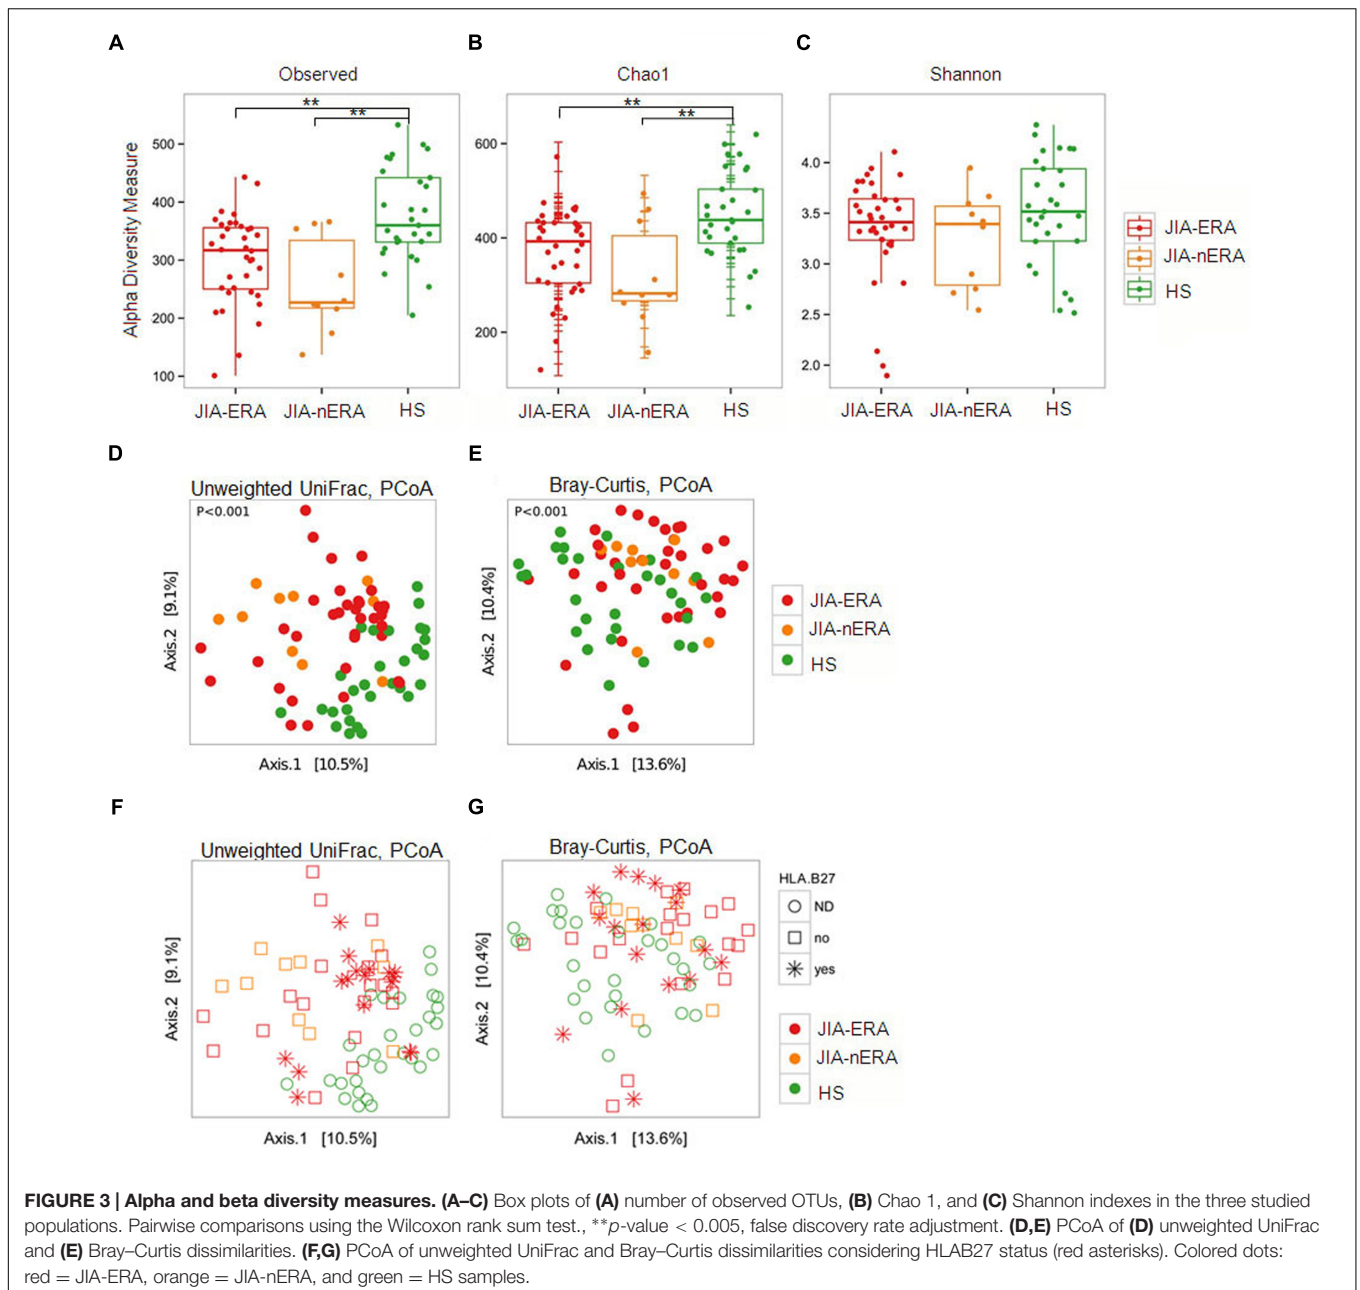 A
B
C
Observed
Chao1
Shannon
**
**
**
**
Alpha Diversity Measure
500
400
300
200
100
600
400
200
4.0
3.5
3.0
2.5
2.0
JIA-ERA
JIA-nERA
HS
JIA-ERA
JIA-nERA
HS
JIA-ERA
JIA-nERA
HS
JIA-ERA
JIA-nERA
HS
D
E
Unweighted UniFrac, PCoA
Bray-Curtis, PCoA
P<0.001
P<0.001
Axis.2 [9.1%]
Axis.2 [10.4%]
Axis.1 [10.5%]
Axis.1 [13.6%]
JIA-ERA
JIA-nERA
HS
F
G
Unweighted UniFrac, PCoA
Bray-Curtis, PCoA
Axis.2 [9.1%]
Axis.2 [10.4%]
Axis.1 [10.5%]
Axis.1 [13.6%]
HLA.B27
ND
no
yes
JIA-ERA
JIA-nERA
HS
FIGURE 3 | Alpha and beta diversity measures. (A–C) Box plots of (A) number of observed OTUs, (B) Chao 1, and (C) Shannon indexes in the three studied
populations. Pairwise comparisons using the Wilcoxon rank sum test., **p-value < 0.005, false discovery rate adjustment. (D,E) PCoA of (D) unweighted UniFrac
and (E) Bray–Curtis dissimilarities. (F,G) PCoA of unweighted UniFrac and Bray–Curtis dissimilarities considering HLAB27 status (red asterisks). Colored dots:
red = JIA-ERA, orange = JIA-nERA, and green = HS samples.